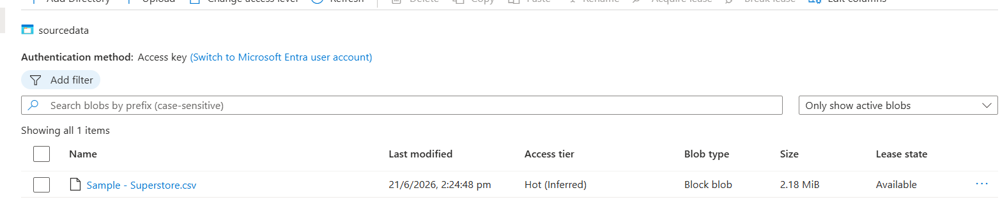 Add Directory Upload Change access level Refresh Delete Copy Paste Rename Acquire lease Break lease Edit columns
sourcedata
Authentication method: Access key (Switch to Microsoft Entra user account)
Add filter
Search blobs by prefix (case-sensitive)
Only show active blobs
Showing all 1 items
Name Last modified Access tier Blob type Size Lease state
Sample - Superstore.csv 21/6/2026, 2:24:48 pm Hot (Inferred) Block blob 2.18 MiB Available ...